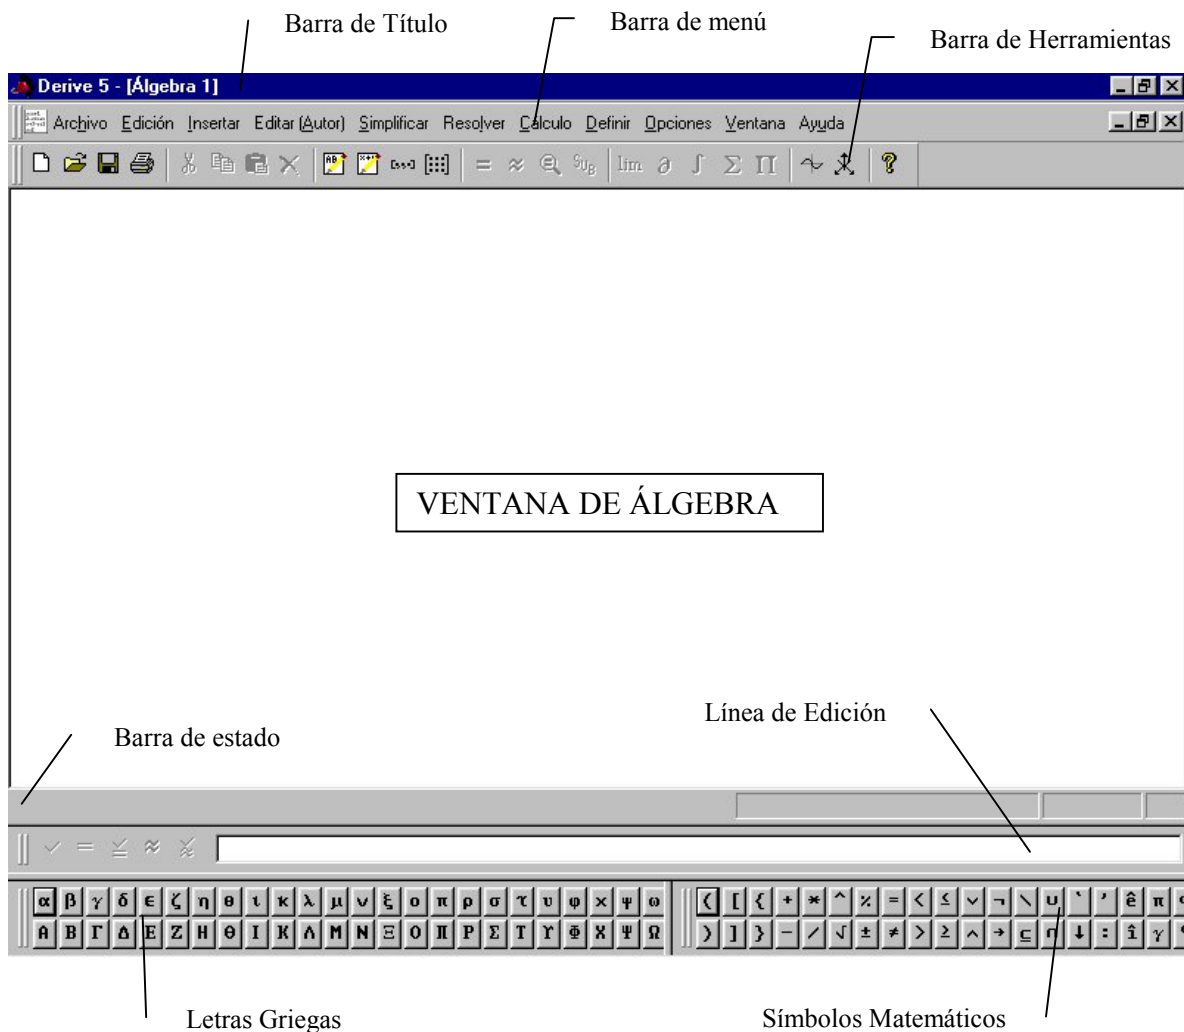 Barra de Título
Barra de menú
Barra de Herramientas
Derive 5 - [Álgebra 1]
Archivo Edición Insertar Editar (Autor) Simplificar Resolver Cálculo Definir Opciones Ventana Ayuda
= ≈ SUB lim ∂ ∫ Σ Π ?
VENTANA DE ÁLGEBRA
Línea de Edición
Barra de estado
α β γ δ ε ζ η θ ι κ λ μ ν ξ ο π ρ σ τ υ φ χ ψ ω
( [ { + * ^ % = < ≤ ∨ ¬ \ ∪ ` ' ê π
Α Β Γ Δ Ε Ζ Η Θ Ι Κ Λ Μ Ν Ξ Ο Π Ρ Σ Τ Υ Φ Χ Ψ Ω
) ] } - / √ ± ≠ > ≥ ∧ → ⊆ ∩ ↓ : î γ
Letras Griegas
Símbolos Matemáticos